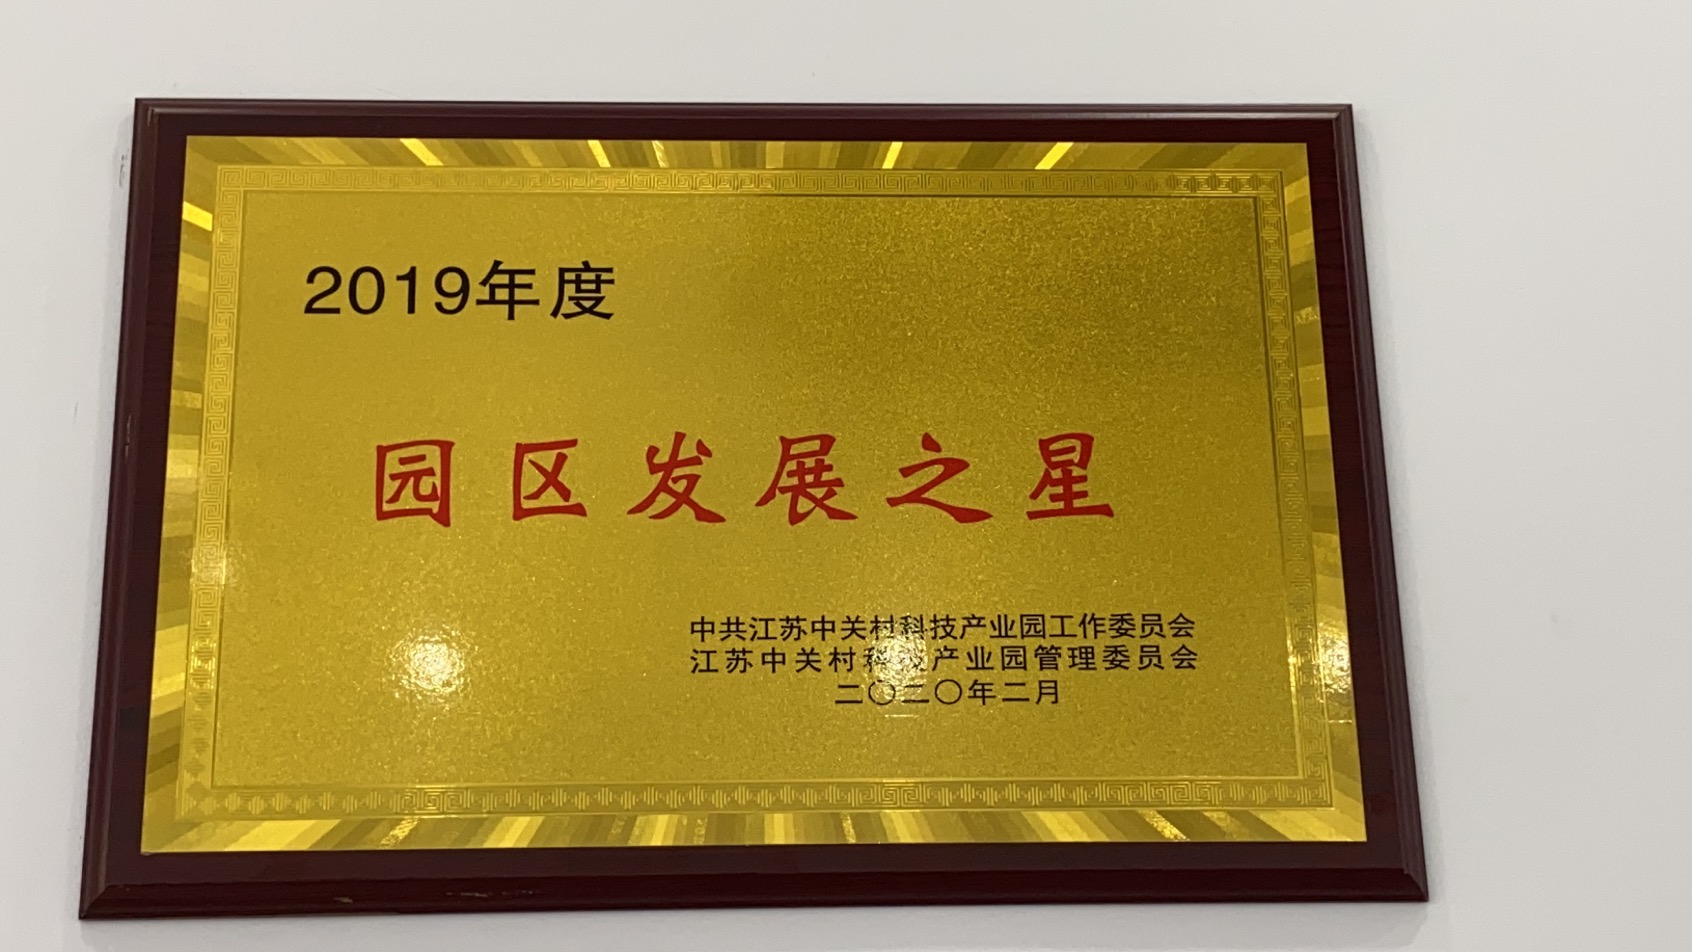 2019年度
园区发展之星
中共江苏中关村科技产业园工作委员会
江苏中关村科技产业园管理委员会
二〇二〇年二月